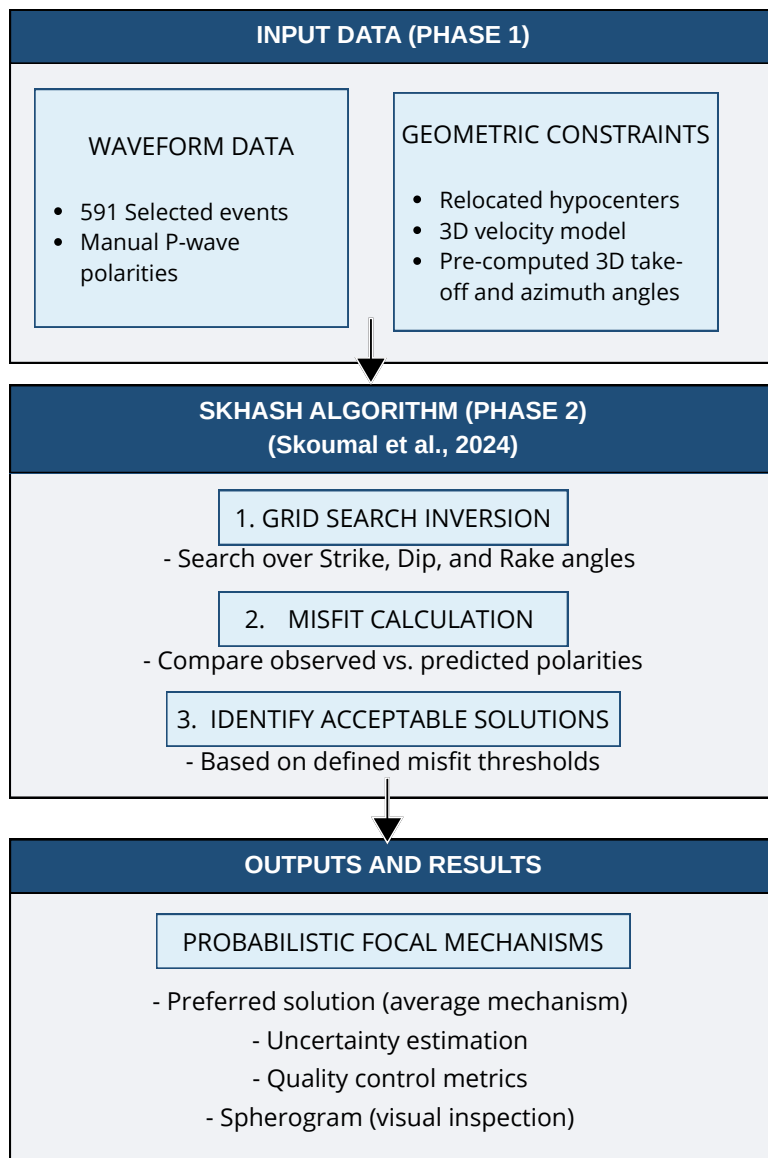 INPUT DATA (PHASE 1)
WAVEFORM DATA
• 591 Selected events
• Manual P-wave
polarities
GEOMETRIC CONSTRAINTS
• Relocated hypocenters
• 3D velocity model
• Pre-computed 3D take-
off and azimuth angles
SKHASH ALGORITHM (PHASE 2)
(Skoumal et al., 2024)
1. GRID SEARCH INVERSION
- Search over Strike, Dip, and Rake angles
2. MISFIT CALCULATION
- Compare observed vs. predicted polarities
3. IDENTIFY ACCEPTABLE SOLUTIONS
- Based on defined misfit thresholds
OUTPUTS AND RESULTS
PROBABILISTIC FOCAL MECHANISMS
- Preferred solution (average mechanism)
- Uncertainty estimation
- Quality control metrics
- Spherogram (visual inspection)